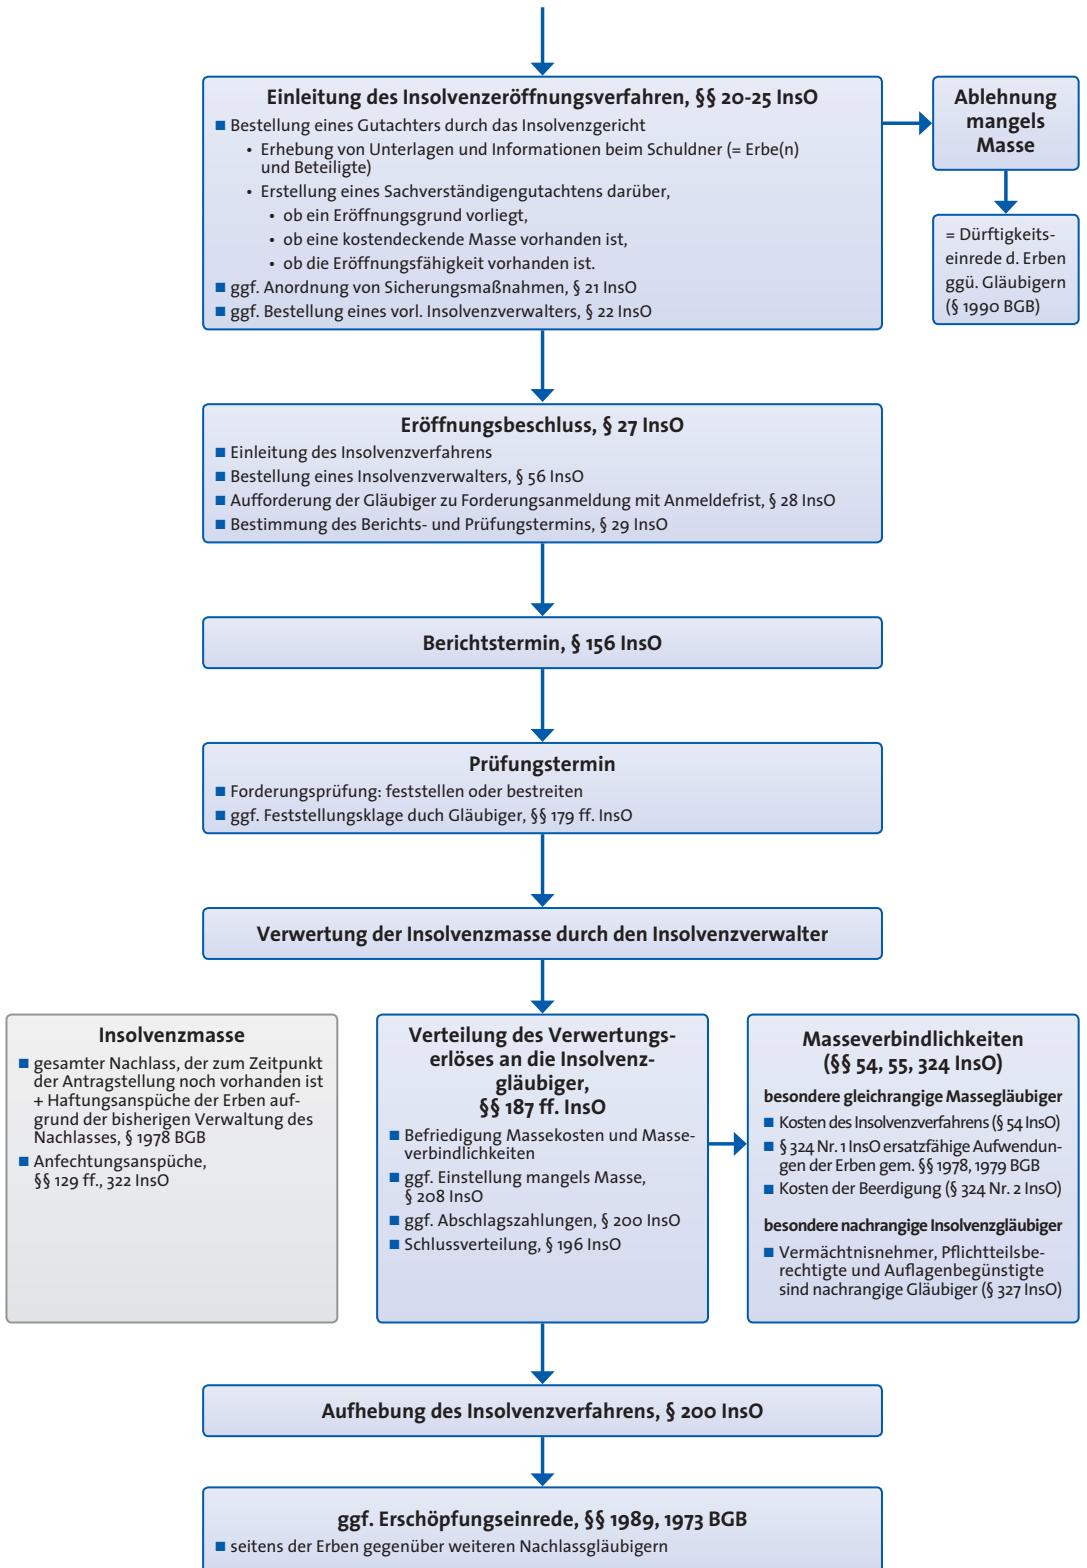 Einleitung des Insolvenzeröffnungsverfahren, §§ 20-25 InsO
■ Bestellung eines Gutachters durch das Insolvenzgericht
• Erhebung von Unterlagen und Informationen beim Schuldner (= Erbe(n)
und Beteiligte)
• Erstellung eines Sachverständigengutachtens darüber,
• ob ein Eröffnungsgrund vorliegt,
• ob eine kostendeckende Masse vorhanden ist,
• ob die Eröffnungsfähigkeit vorhanden ist.
■ ggf. Anordnung von Sicherungsmaßnahmen, § 21 InsO
■ ggf. Bestellung eines vorl. Insolvenzverwalters, § 22 InsO
Ablehnung
mangels
Masse
= Dürftigkeits-
einrede d. Erben
ggü. Gläubigern
(§ 1990 BGB)
Eröffnungsbeschluss, § 27 InsO
■ Einleitung des Insolvenzverfahrens
■ Bestellung eines Insolvenzverwalters, § 56 InsO
■ Aufforderung der Gläubiger zu Forderungsanmeldung mit Anmeldefrist, § 28 InsO
■ Bestimmung des Berichts- und Prüfungstermins, § 29 InsO
Berichtstermin, § 156 InsO
Prüfungstermin
■ Forderungsprüfung: feststellen oder bestreiten
■ ggf. Feststellungsklage duch Gläubiger, §§ 179 ff. InsO
Verwertung der Insolvenzmasse durch den Insolvenzverwalter
Insolvenzmasse
■ gesamter Nachlass, der zum Zeitpunkt
der Antragstellung noch vorhanden ist
+ Haftungsanspüche der Erben auf-
grund der bisherigen Verwaltung des
Nachlasses, § 1978 BGB
■ Anfechtungsanspüche,
§§ 129 ff., 322 InsO
Verteilung des Verwertungs-
erlöses an die Insolvenz-
gläubiger,
§§ 187 ff. InsO
■ Befriedigung Massekosten und Masse-
verbindlichkeiten
■ ggf. Einstellung mangels Masse,
§ 208 InsO
■ ggf. Abschlagszahlungen, § 200 InsO
■ Schlussverteilung, § 196 InsO
Masseverbindlichkeiten
(§§ 54, 55, 324 InsO)
besondere gleichrangige Massegläubiger
■ Kosten des Insolvenzverfahrens (§ 54 InsO)
■ § 324 Nr. 1 InsO ersatzfähige Aufwendun-
gen der Erben gem. §§ 1978, 1979 BGB
■ Kosten der Beerdigung (§ 324 Nr. 2 InsO)
besondere nachrangige Insolvenzgläubiger
■ Vermächtnisnehmer, Pflichtteilsbe-
rechtigte und Auflagenbegünstigte
sind nachrangige Gläubiger (§ 327 InsO)
Aufhebung des Insolvenzverfahrens, § 200 InsO
ggf. Erschöpfungseinrede, §§ 1989, 1973 BGB
■ seitens der Erben gegenüber weiteren Nachlassgläubigern